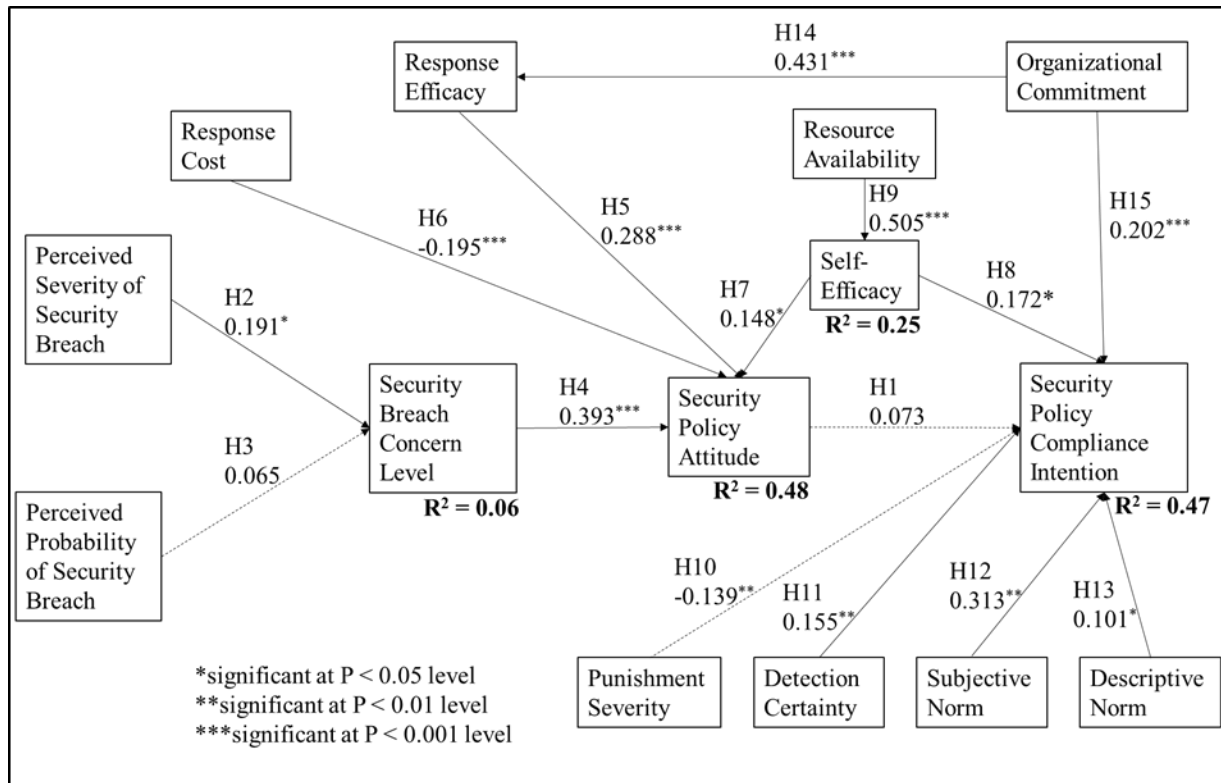 H14
0.431***
Response
Efficacy
Organizational
Commitment
Response
Cost
Resource
Availability
H9
0.505***
H15
0.202***
H6
-0.195***
H5
0.288***
Perceived
Severity of
Security
Breach
Self-
Efficacy
R² = 0.25
H2
0.191*
H7
0.148*
H8
0.172*
Security
Breach
Concern
Level
R² = 0.06
H4
0.393***
Security
Policy
Attitude
R² = 0.48
H1
0.073
Security
Policy
Compliance
Intention
R² = 0.47
H3
0.065
Perceived
Probability
of Security
Breach
H10
-0.139**
H11
0.155**
H12
0.313**
H13
0.101*
*significant at P < 0.05 level
**significant at P < 0.01 level
***significant at P < 0.001 level
Punishment
Severity
Detection
Certainty
Subjective
Norm
Descriptive
Norm